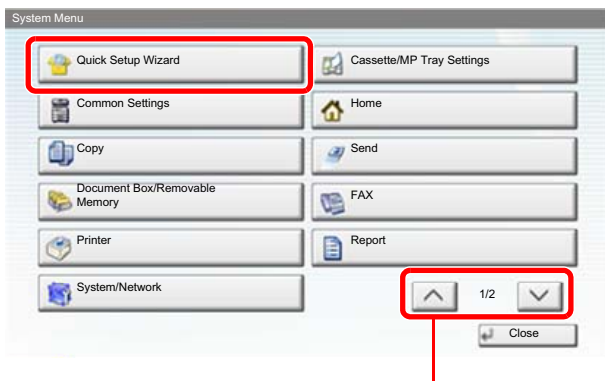 System Menu
Quick Setup Wizard
Cassette/MP Tray Settings
Common Settings
Home
Copy
Send
Document Box/Removable
Memory
FAX
Printer
Report
System/Network
1/2
Close